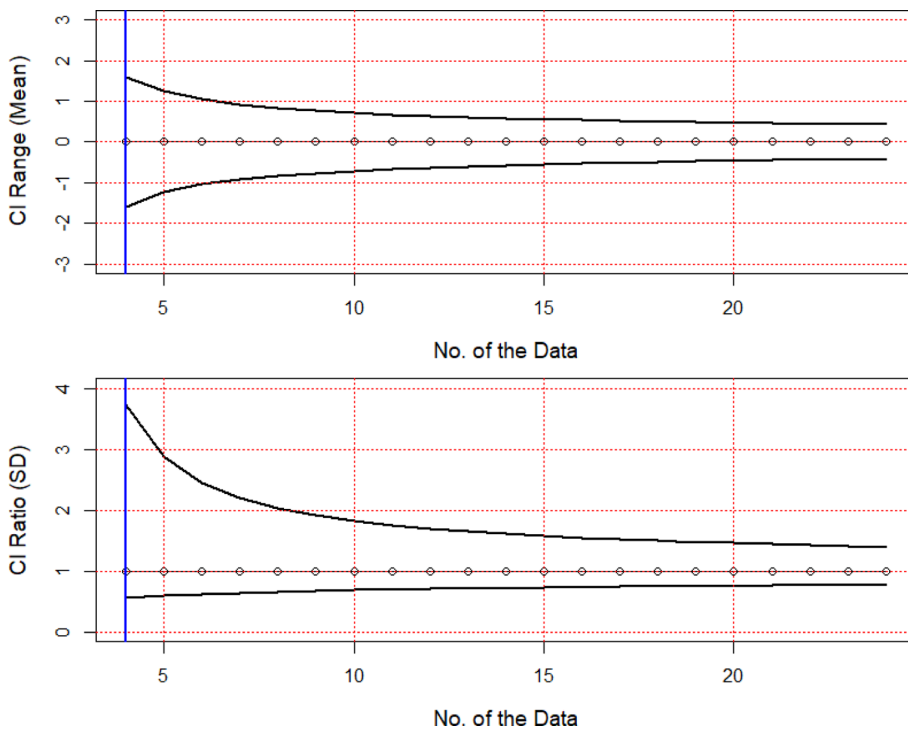 CI Range (Mean)
3
2
1
0
-1
-2
-3
5 10 15 20
No. of the Data
CI Ratio (SD)
4
3
2
1
0
5 10 15 20
No. of the Data